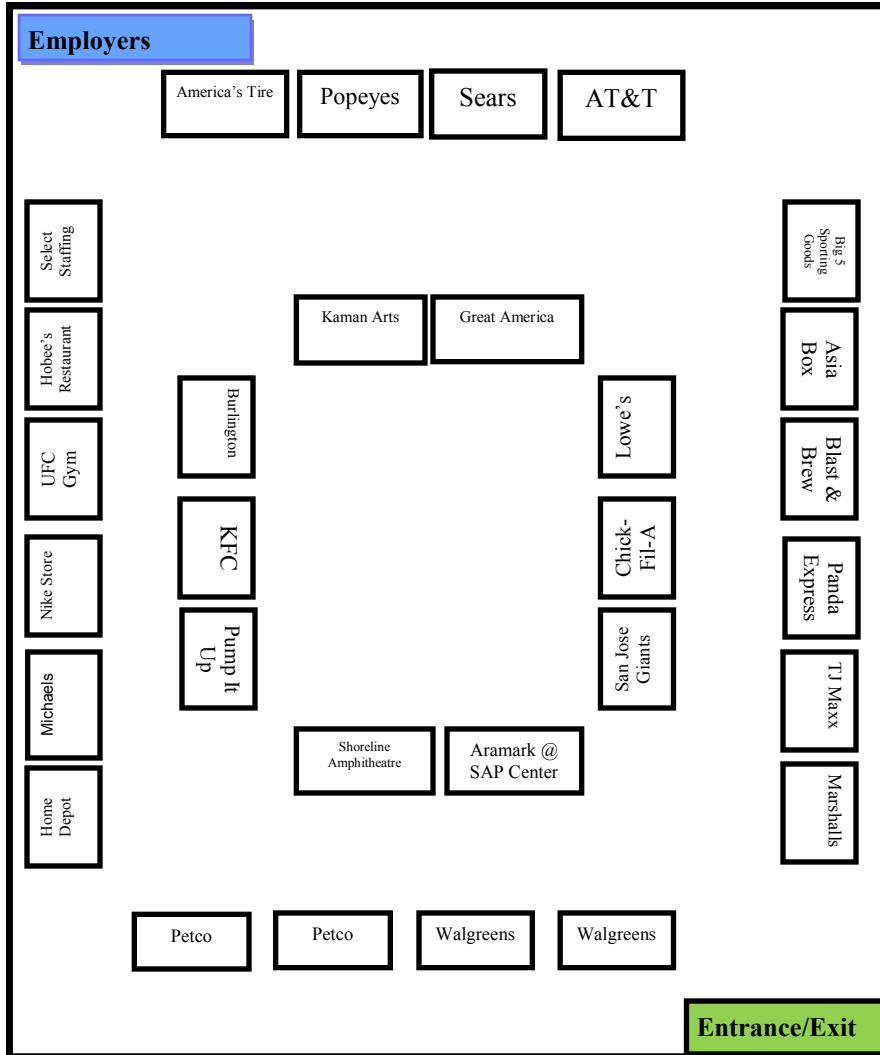 Employers
America's Tire
Popeyes
Sears
AT&T
Select
Staffing
Big 5
Sporting
Goods
Kaman Arts
Great America
Hobee's
Restaurant
Asia
Box
Burlington
Lowe's
UFC
Gym
Blast &
Brew
KFC
Chick-
Fil-A
Nike Store
Panda
Express
Pump It
Up
San Jose
Giants
Michaels
TJ Maxx
Shoreline
Amphitheatre
Aramark @
SAP Center
Home
Depot
Marshalls
Petco
Petco
Walgreens
Walgreens
Entrance/Exit